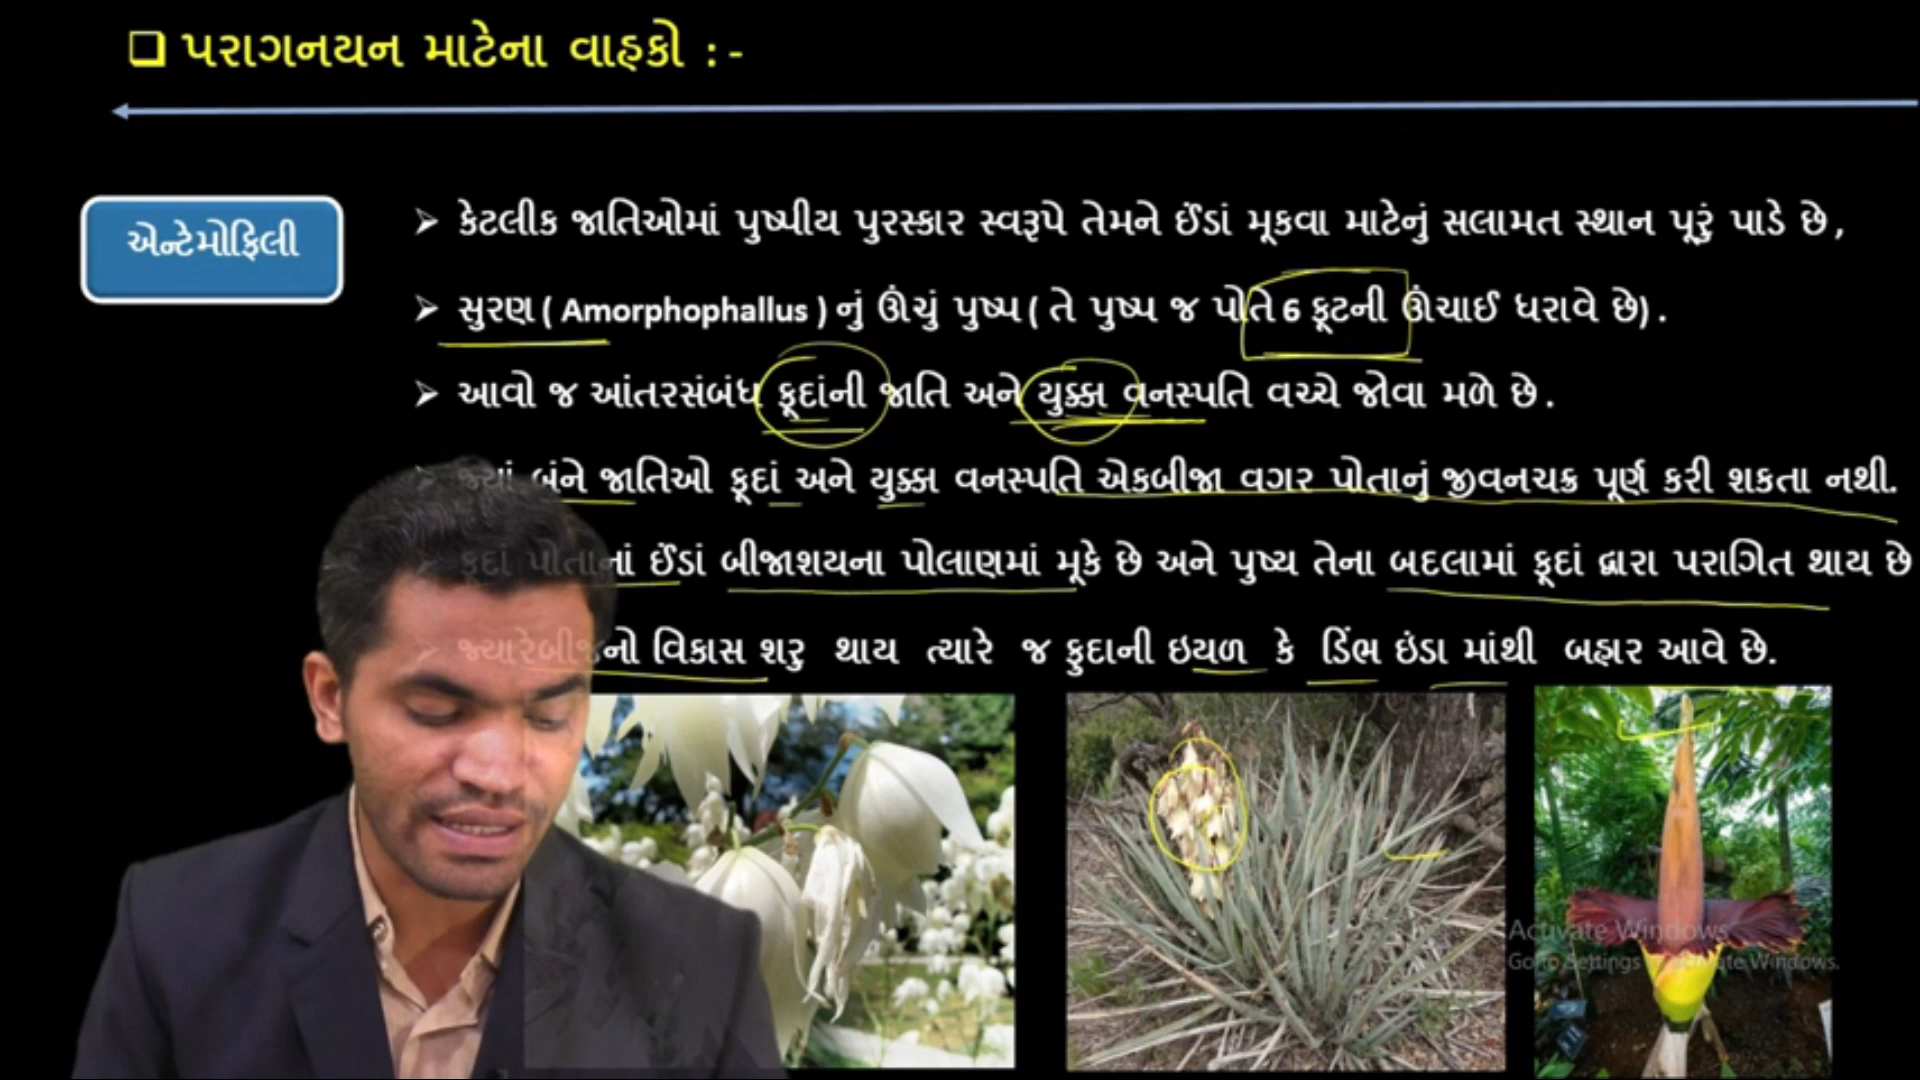 પરાગનયન માટેના વાહકો :-
એન્ટેમોફિલી
કેટલીક જાતિઓમાં પુષ્પીય પુરસ્કાર સ્વરૂપે તેમને ઈંડાં મૂકવા માટેનું સલામત સ્થાન પૂરું પાડે છે,
સુરણ ( Amorphophallus ) નું ઊંચું પુષ્પ ( તે પુષ્પ જ પોતે 6 ફૂટની ઊંચાઈ ધરાવે છે) .
આવો જ આંતરસંબંધ ફૂદાંની જાતિ અને યુક્કા વનસ્પતિ વચ્ચે જોવા મળે છે.
જ્યાં બંને જાતિઓ ફૂદાં અને યુક્કા વનસ્પતિ એકબીજા વગર પોતાનું જીવનચક્ર પૂર્ણ કરી શકતા નથી.
ફૂદાં પોતાનાં ઈંડાં બીજાશયના પોલાણમાં મૂકે છે અને પુષ્ય તેના બદલામાં ફૂદાં દ્વારા પરાગિત થાય છે
જ્યારેબીજનો વિકાસ શરુ થાય ત્યારે જ ફુદાની ઇયળ કે ડિંભ ઇંડા માંથી બહાર આવે છે.
Activate Windows
Go to Settings to activate Windows.